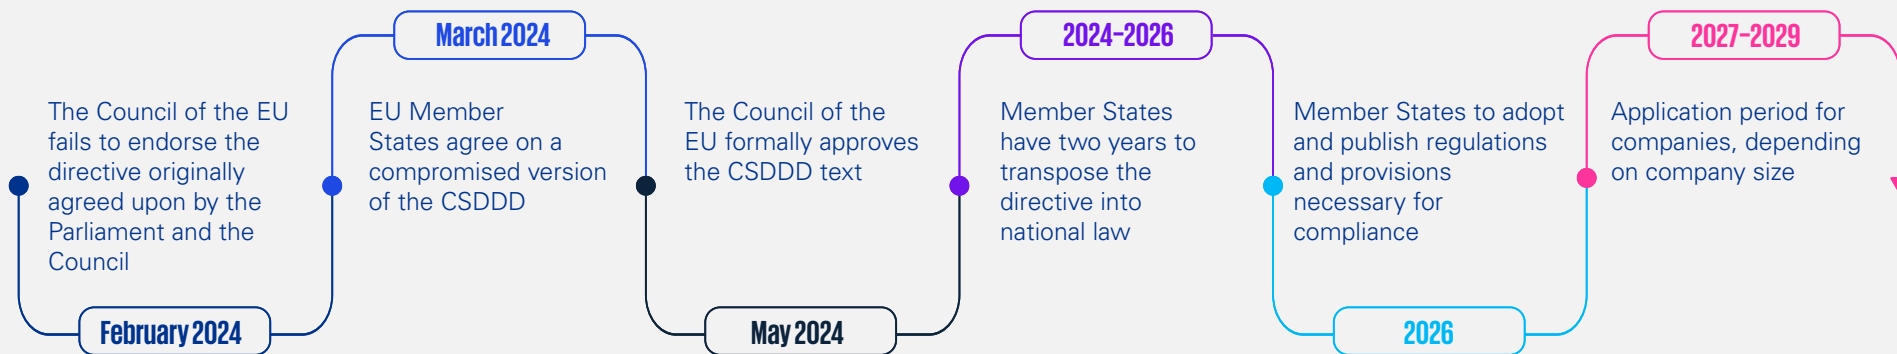 The Council of the EU
fails to endorse the
directive originally
agreed upon by the
Parliament and the
Council
February 2024
March 2024
EU Member
States agree on a
compromised version
of the CSDDD
The Council of the
EU formally approves
the CSDDD text
May 2024
2024–2026
Member States
have two years to
transpose the
directive into
national law
Member States to adopt
and publish regulations
and provisions
necessary for
compliance
2026
2027–2029
Application period for
companies, depending
on company size